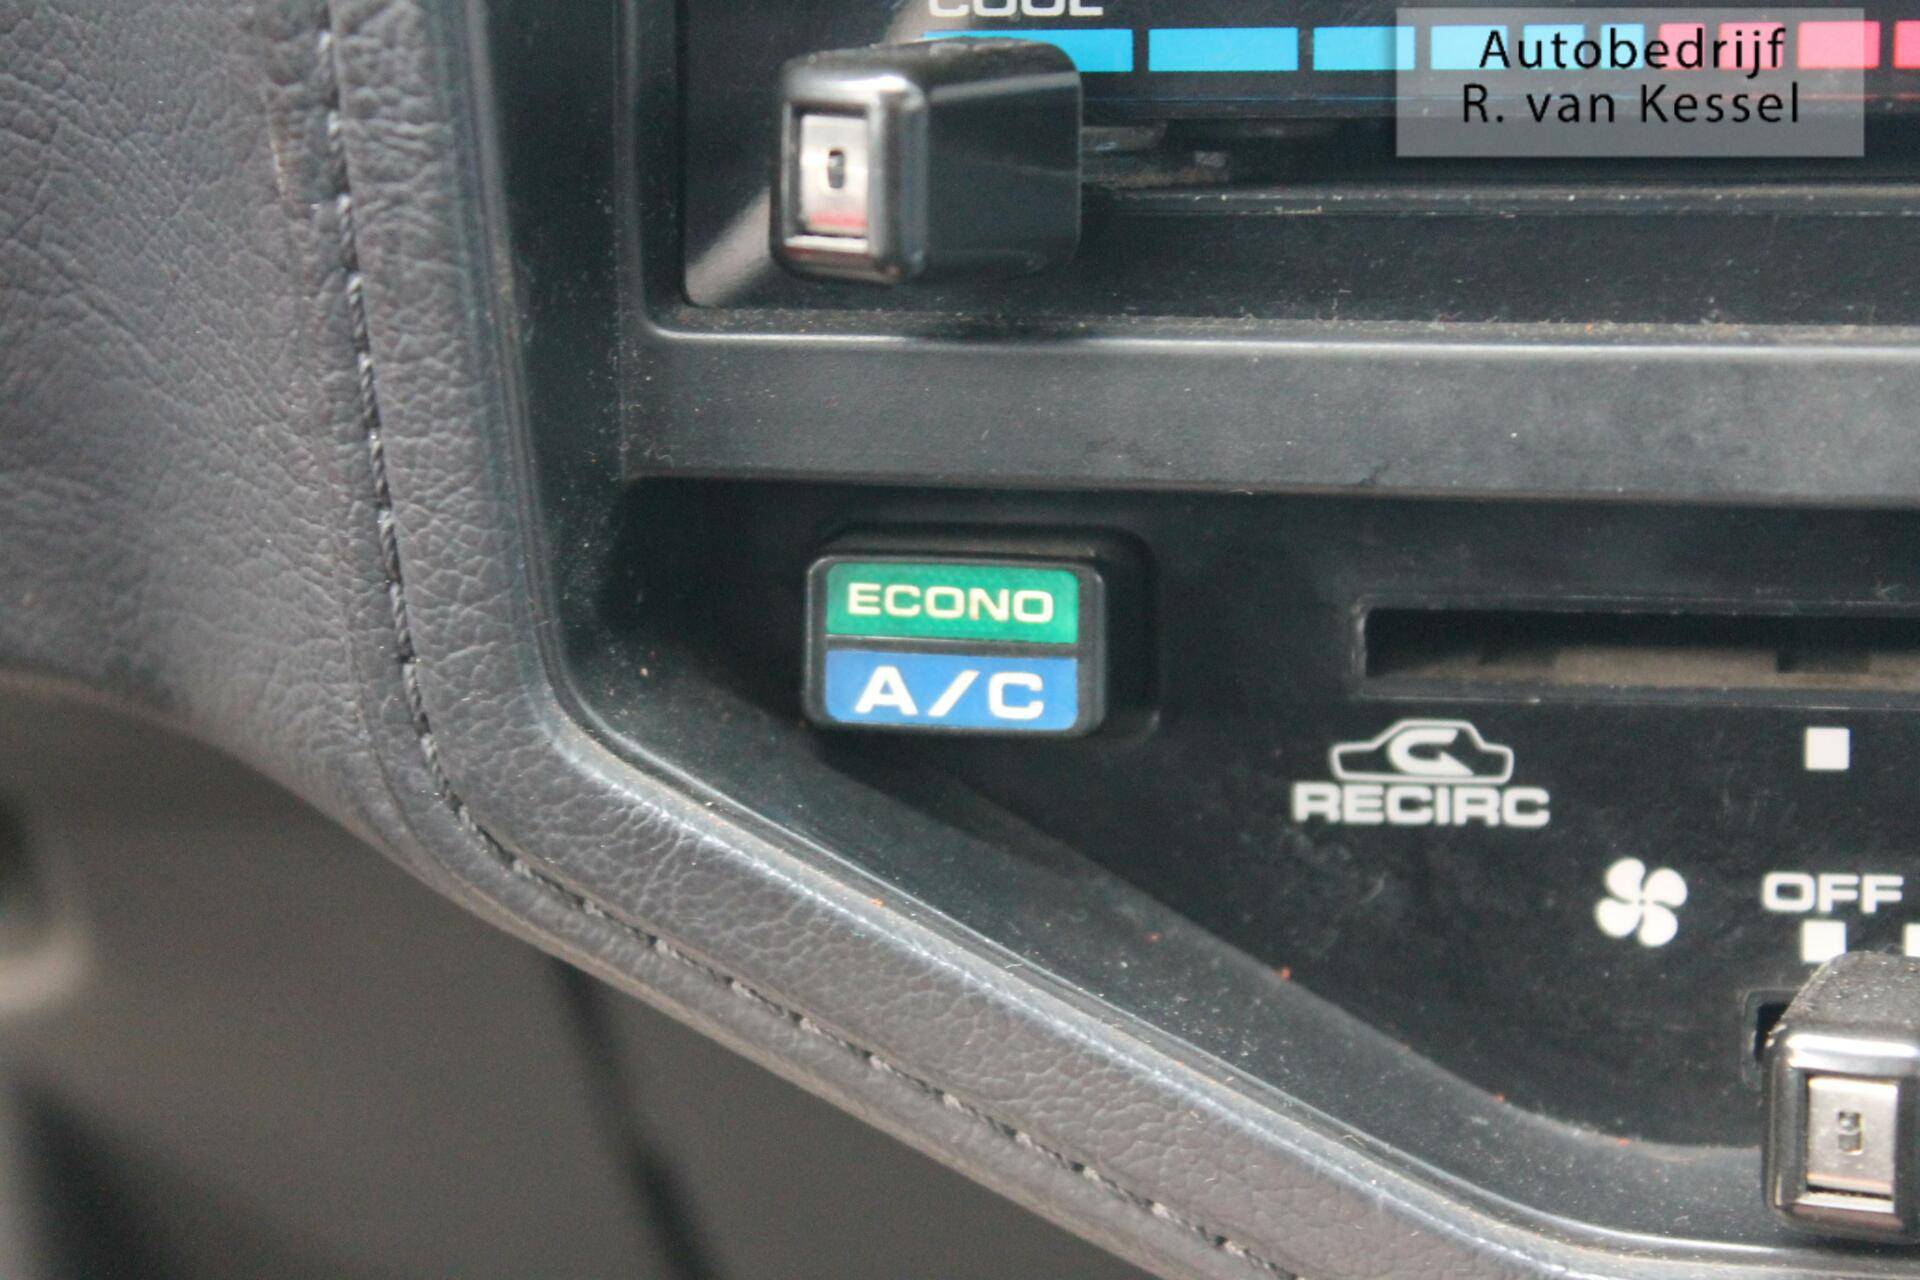 COOL
Autobedrijf
R. van Kessel
ECONO
A/C
RECIRC
OFF